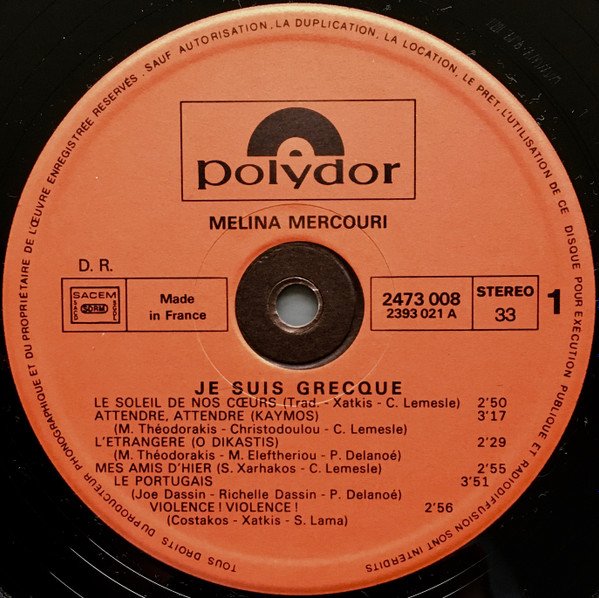 TOUS DROITS DU PRODUCTEUR PHONOGRAPHIQUE ET DU PROPRIÉTAIRE DE L'ŒUVRE ENREGISTRÉE RÉSERVÉS. SAUF AUTORISATION, LA DUPLICATION, LA LOCATION, LE PRET, L'UTILISATION DE CE DISQUE POUR EXÉCUTION PUBLIQUE ET RADIODIFFUSION SONT INTERDITS
polydor
MELINA MERCOURI
D. R.
SACEM
SACD
SDRM
SGDL
Made
in France
2473 008
2393 021 A
STEREO
33
1
JE SUIS GRECQUE
LE SOLEIL DE NOS CŒURS (Trad. - Xatkis - C. Lemesle) 2'50
ATTENDRE, ATTENDRE (KAYMOS) 3'17
(M. Théodorakis - Christodoulou - C. Lemesle)
L'ETRANGERE (O DIKASTIS) 2'29
(M. Théodorakis - M. Eleftheriou - P. Delanoé)
MES AMIS D'HIER (S. Xarhakos - C. Lemesle) 2'55
LE PORTUGAIS 3'51
(Joe Dassin - Richelle Dassin - P. Delanoé)
VIOLENCE ! VIOLENCE ! 2'56
(Costakos - Xatkis - S. Lama)